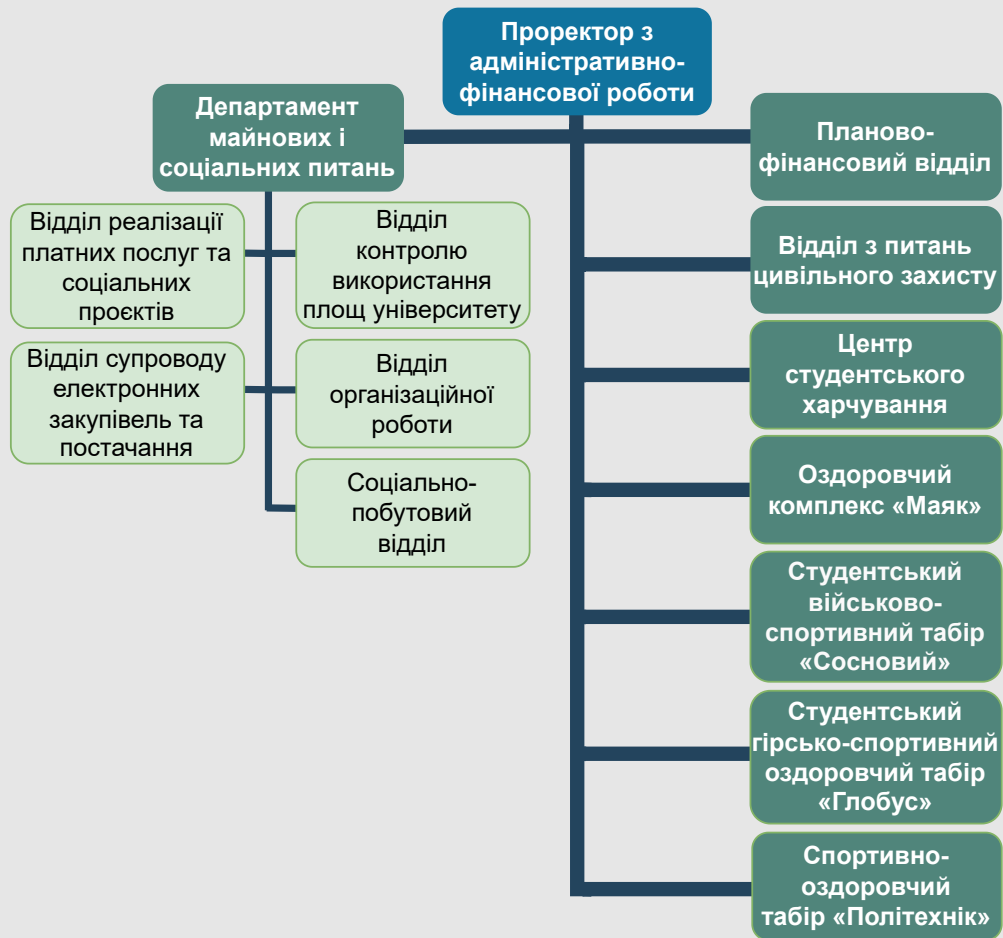 Проректор з
адміністративно-
фінансової роботи
Департамент
майнових і
соціальних питань
Відділ реалізації
платних послуг та
соціальних
проєктів
Відділ
контролю
використання
площ університету
Відділ супроводу
електронних
закупівель та
постачання
Відділ
організаційної
роботи
Соціально-
побутовий
відділ
Планово-
фінансовий відділ
Відділ з питань
цивільного захисту
Центр
студентського
харчування
Оздоровчий
комплекс «Маяк»
Студентський
військово-
спортивний табір
«Сосновий»
Студентський
гірсько-спортивний
оздоровчий табір
«Глобус»
Спортивно-
оздоровчий
табір «Політехнік»